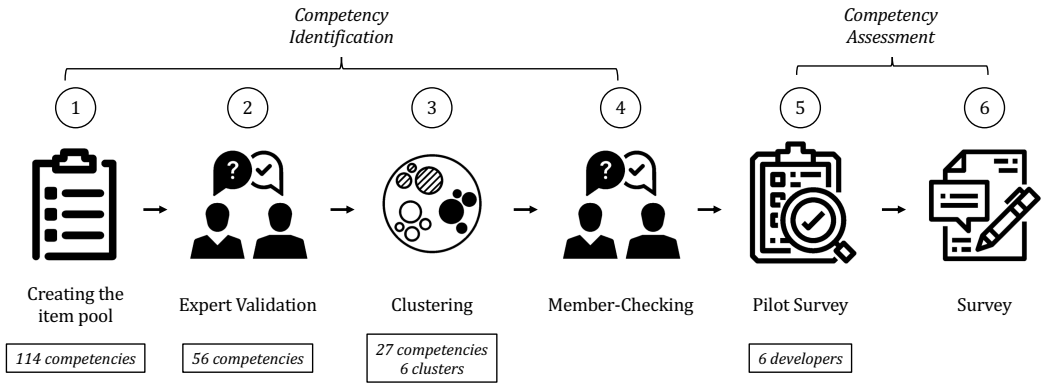 Competency
Identification
Competency
Assessment
1
2
3
4
5
6
?
?
Creating the
item pool
Expert Validation
Clustering
Member-Checking
Pilot Survey
Survey
114 competencies
56 competencies
27 competencies
6 clusters
6 developers